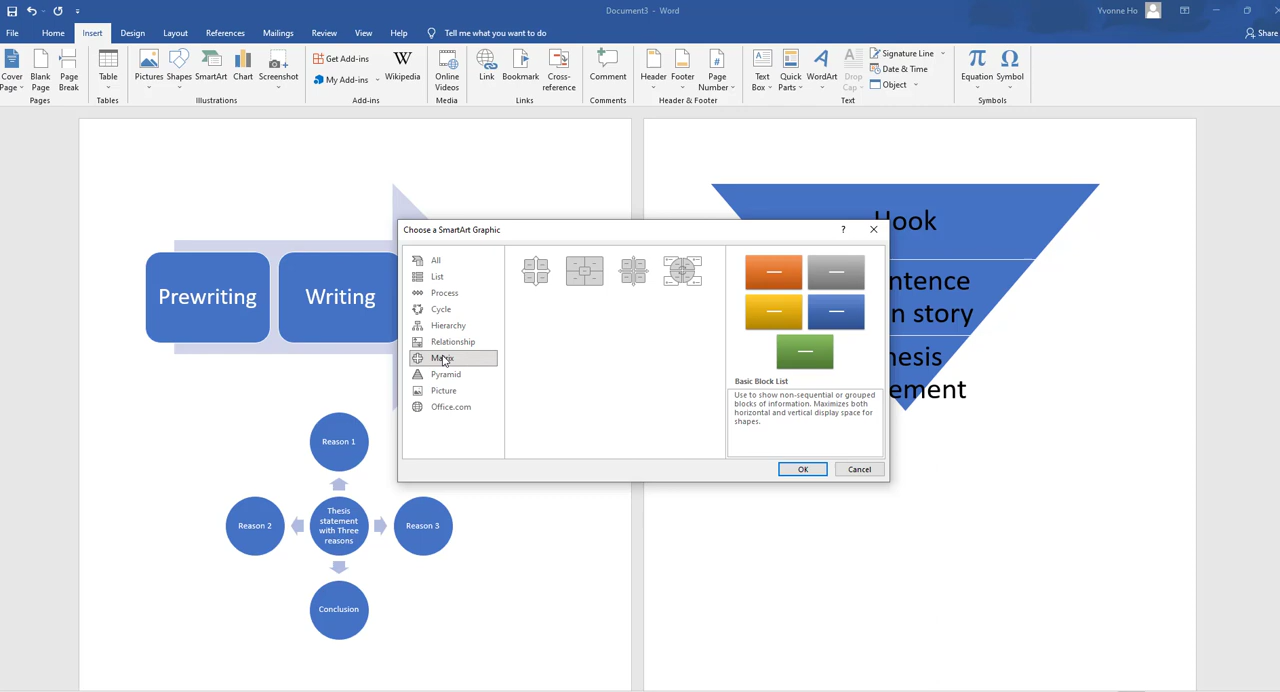 Document3 - Word
Yvonne Ho
File Home Insert Design Layout References Mailings Review View Help Tell me what you want to do
Share
Cover Page
Blank Page
Page Break
Pages
Table
Tables
Pictures
Shapes
SmartArt
Chart
Screenshot
Illustrations
Get Add-ins
My Add-ins
Wikipedia
Add-ins
Online Videos
Media
Link
Bookmark
Cross-reference
Links
Comment
Comments
Header
Footer
Page Number
Header & Footer
Text Box
Quick Parts
WordArt
Drop Cap
Signature Line
Date & Time
Object
Text
Equation
Symbol
Symbols
Prewriting
Writing
Reason 1
Reason 2
Thesis
statement
with Three
reasons
Reason 3
Conclusion
Choose a SmartArt Graphic
?
All
List
Process
Cycle
Hierarchy
Relationship
Matrix
Pyramid
Picture
Office.com
Basic Block List
Use to show non-sequential or grouped
blocks of information. Maximizes both
horizontal and vertical display space for
shapes.
OK
Cancel
Hook
ntence
n story
hesis
ement